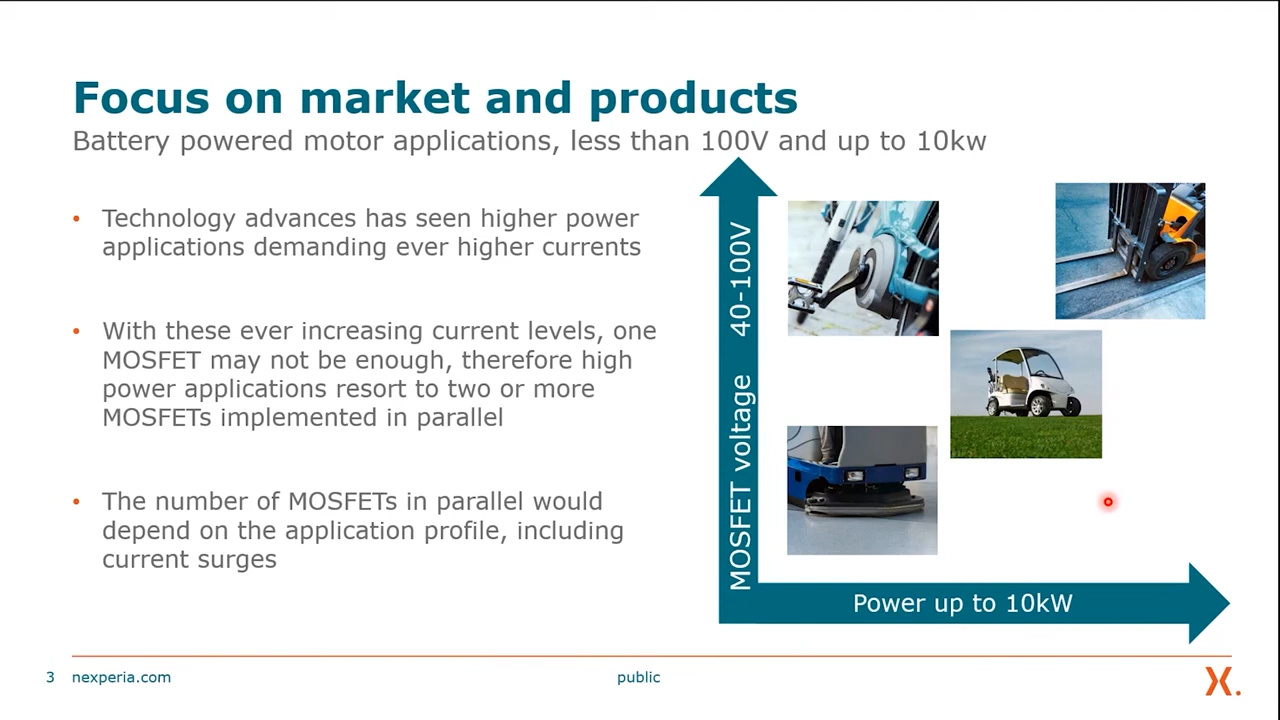 Focus on market and products
Battery powered motor applications, less than 100V and up to 10kw
• Technology advances has seen higher power
applications demanding ever higher currents
• With these ever increasing current levels, one
MOSFET may not be enough, therefore high
power applications resort to two or more
MOSFETs implemented in parallel
• The number of MOSFETs in parallel would
depend on the application profile, including
current surges
MOSFET voltage 40-100V
Power up to 10kW
3 nexperia.com
public